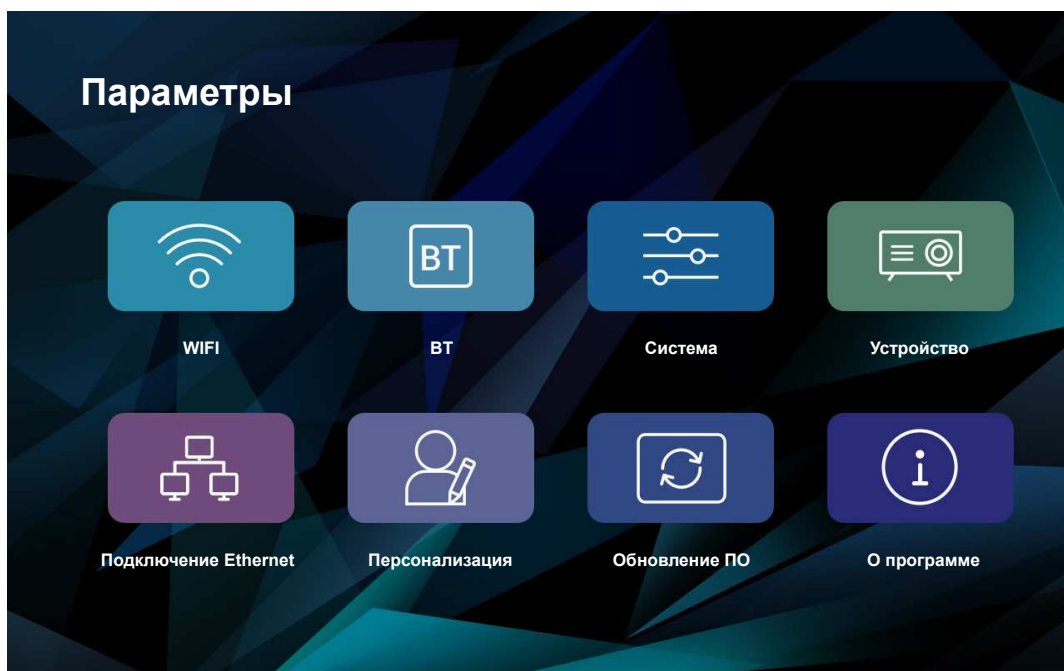 Параметры
BT
WIFI
BT
Система
Устройство
Подключение Ethernet
Персонализация
Обновление ПО
О программе